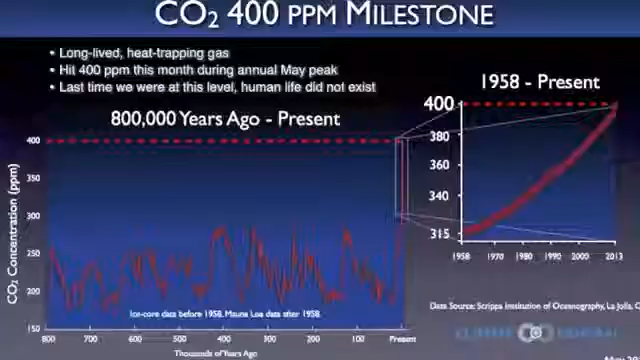 CO₂ 400 PPM MILESTONE
• Long-lived, heat-trapping gas
• Hit 400 ppm this month during annual May peak
• Last time we were at this level, human life did not exist
800,000 Years Ago - Present
1958 - Present
CO₂ Concentration (ppm)
400
350
300
250
200
150
800 700 600 500 400 300 200 100 Present
Thousands of Years Ago
Ice-core data before 1958. Mauna Loa data after 1958.
400
380
360
340
315
1958 1970 1980 1990 2000 2013
Data Source: Scripps Institution of Oceanography, La Jolla, C
CLIMATE CENTRAL